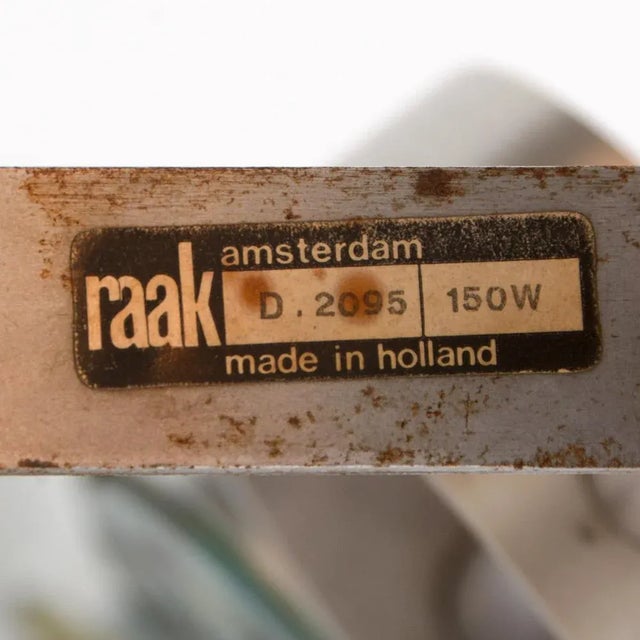 amsterdam
raak
D. 2095 150W
made in holland